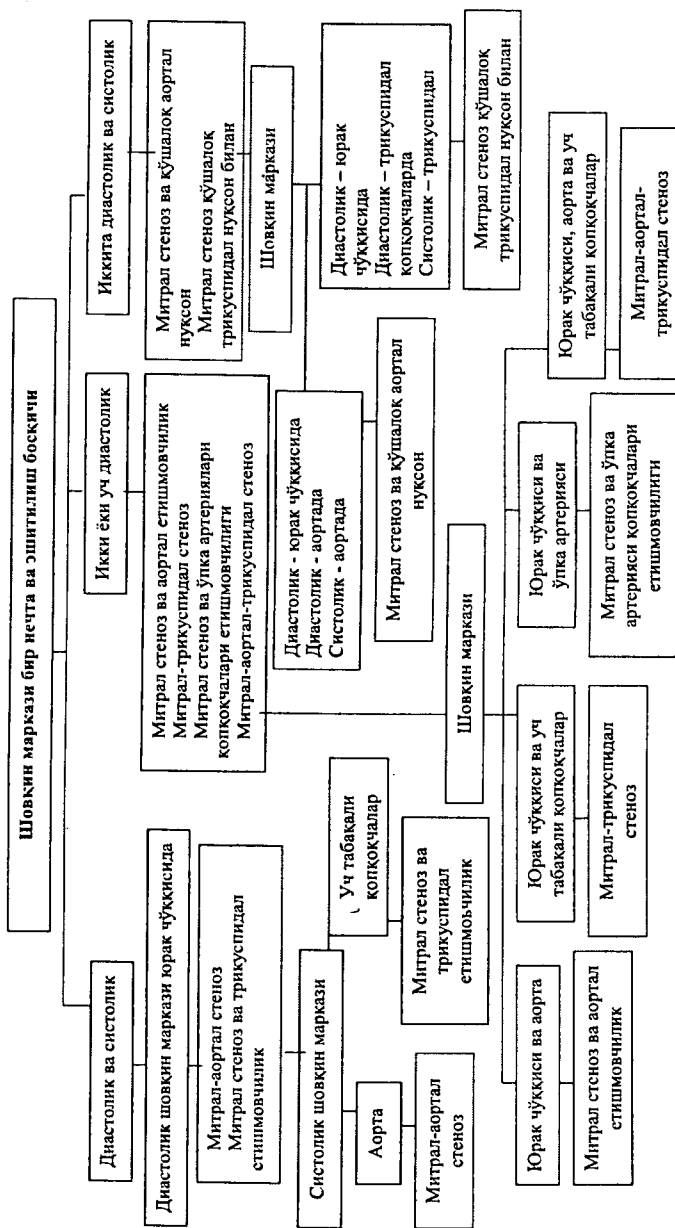 Шовқин маркази бир нечта ва эшитилиш босқичи
Диастолик ва систолик
Диастолик шовқин маркази юрак чўққисида
Митрал-аортал стеноз
Митрал стеноз ва трикуспидал
стишмовчилик
Систолик шовқин маркази
Аорта
Митрал-аортал
стеноз
Уч табақали
қопқоқчалар
Митрал стеноз ва
трикуспидал
етишмоьчилик
Икки ёки уч диастолик
Митрал стеноз ва аортал етишмовчилик
Митрал-трикуспидал стеноз
Митрал стеноз ва ўпка артериялари
қопқоқчалари етишмовчилиги
Митрал-аортал-трикуспидал стеноз
Шовқин маркази
Юрак чўққиси ва аорта
Митрал стсноз ва аортал
стишмовчилик
Юрак чўққиси ва уч
табақали қопқоқчалар
Митрал-трикуспидал
стеноз
Юрак чўққиси ва
ўпка артерияси
Митрал стеноз ва ўпка
артерияси қопқоқчалари
етишмовчилиги
Юрак чўққиси, аорта ва уч
табақали қопқоқчалар
Митрал-аортал-
трикуспидал стеноз
Иккита диастолик ва систолик
Митрал стеноз ва қўшалоқ аортал
нуқсон
Митрал стеноз қўшалоқ
трикуспидал нуқсон билан
Шовқин маркази
Диастолик - юрак чўққисида
Диастолик - аортада
Систолик - аортада
Митрал стеноз ва қўшалоқ аортал
нуқсон
Диастолик – юрак
чўққисида
Диастолик – трикуспидал
қопқоқчаларда
Систолик – трикуспидал
Митрал стеноз қўшалоқ
трикуспидал нуқсон билан